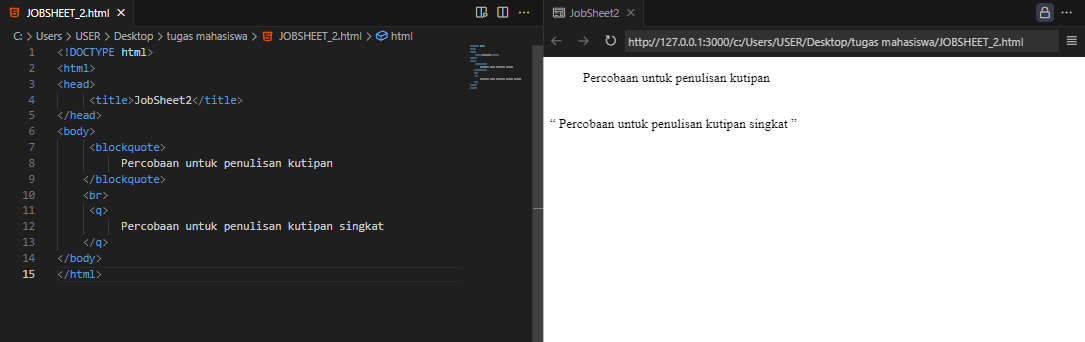 JOBSHEET_2.html
C: > Users > USER > Desktop > tugas mahasiswa > JOBSHEET_2.html > html
1 <!DOCTYPE html>
2 <html>
3 <head>
4 <title>JobSheet2</title>
5 </head>
6 <body>
7 <blockquote>
8 Percobaan untuk penulisan kutipan
9 </blockquote>
10 <br>
11 <q>
12 Percobaan untuk penulisan kutipan singkat
13 </q>
14 </body>
15 </html>
JobSheet2
http://127.0.0.1:3000/c:/Users/USER/Desktop/tugas mahasiswa/JOBSHEET_2.html
Percobaan untuk penulisan kutipan
“ Percobaan untuk penulisan kutipan singkat ”